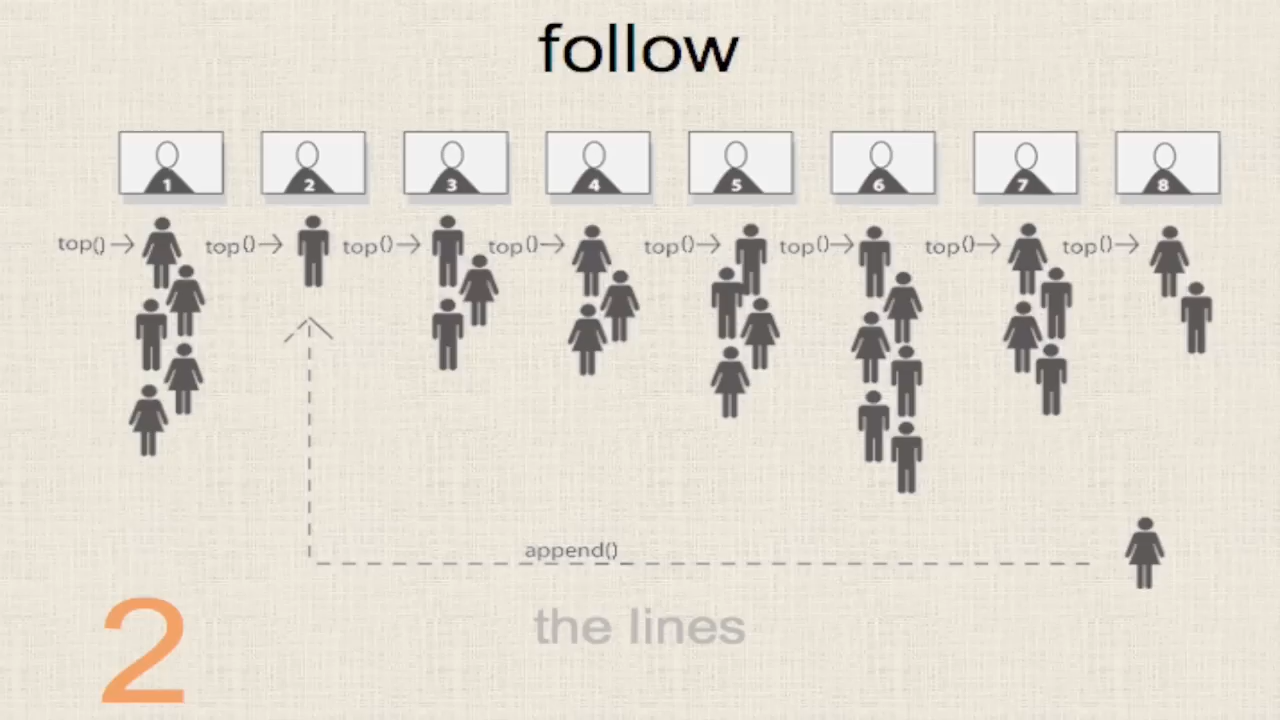 follow
1 2 3 4 5 6 7 8
top() top() top() top() top() top() top() top()
append()
the lines
2